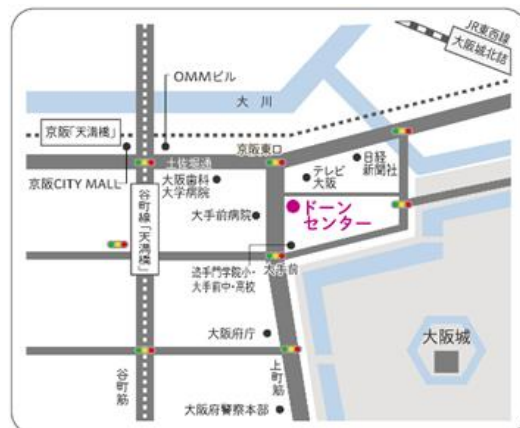 JR東西線
大阪城北詰
OMMビル
大 川
京阪「天満橋」
土佐堀通
京阪東口
京阪CITY MALL
大阪歯科
大学病院
テレビ
大阪
日経
新聞社
谷町線「天満橋」
大手前病院
ドーン
センター
追手門学院小・
大手前中・高校
大手前
大阪府庁
大阪城
谷町筋
上町筋
大阪府警察本部